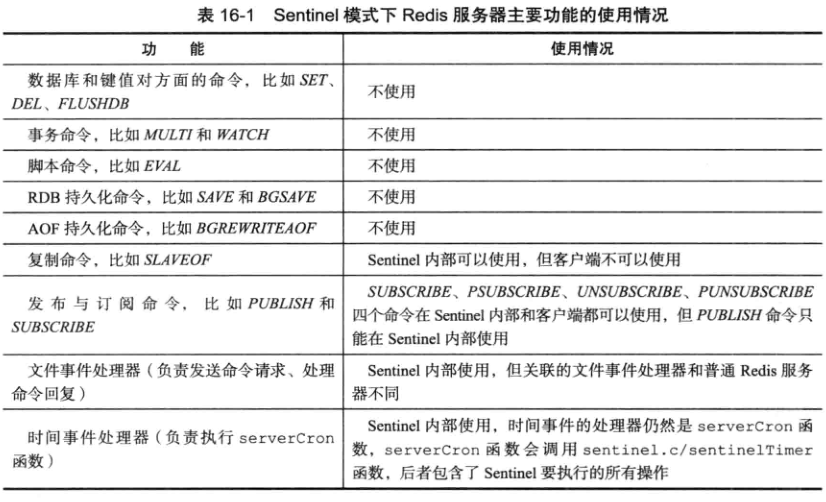 表 16-1 Sentinel 模式下 Redis 服务器主要功能的使用情况
功 能 使用情况
数据库和键值对方面的命令，比如 SET、
DEL、FLUSHDB
不使用
事务命令，比如 MULTI 和 WATCH 不使用
脚本命令，比如 EVAL 不使用
RDB 持久化命令，比如 SAVE 和 BGSAVE 不使用
AOF 持久化命令，比如 BGREWRITEAOF 不使用
复制命令，比如 SLAVEOF Sentinel 内部可以使用，但客户端不可以使用
发布与订阅命令，比如 PUBLISH 和
SUBSCRIBE
SUBSCRIBE、PSUBSCRIBE、UNSUBSCRIBE、PUNSUBSCRIBE
四个命令在 Sentinel 内部和客户端都可以使用，但 PUBLISH 命令只
能在 Sentinel 内部使用
文件事件处理器（负责发送命令请求、处理
命令回复）
Sentinel 内部使用，但关联的文件事件处理器和普通 Redis 服务
器不同
时间事件处理器（负责执行 serverCron
函数）
Sentinel 内部使用，时间事件的处理器仍然是 serverCron 函
数，serverCron 函数会调用 sentinel.c/sentinelTimer
函数，后者包含了 Sentinel 要执行的所有操作